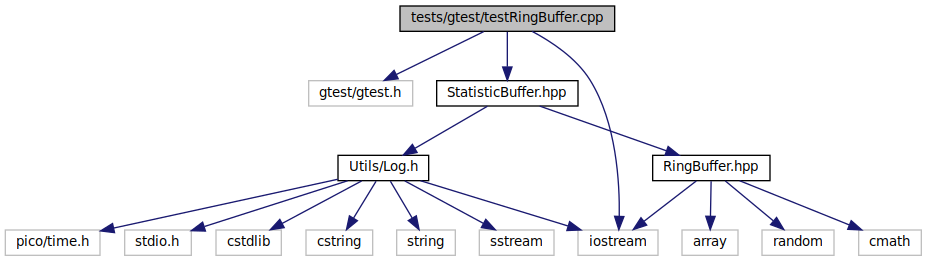 tests/gtest/testRingBuffer.cpp
gtest/gtest.h
StatisticBuffer.hpp
Utils/Log.h
RingBuffer.hpp
pico/time.h
stdio.h
cstdlib
cstring
string
sstream
iostream
array
random
cmath